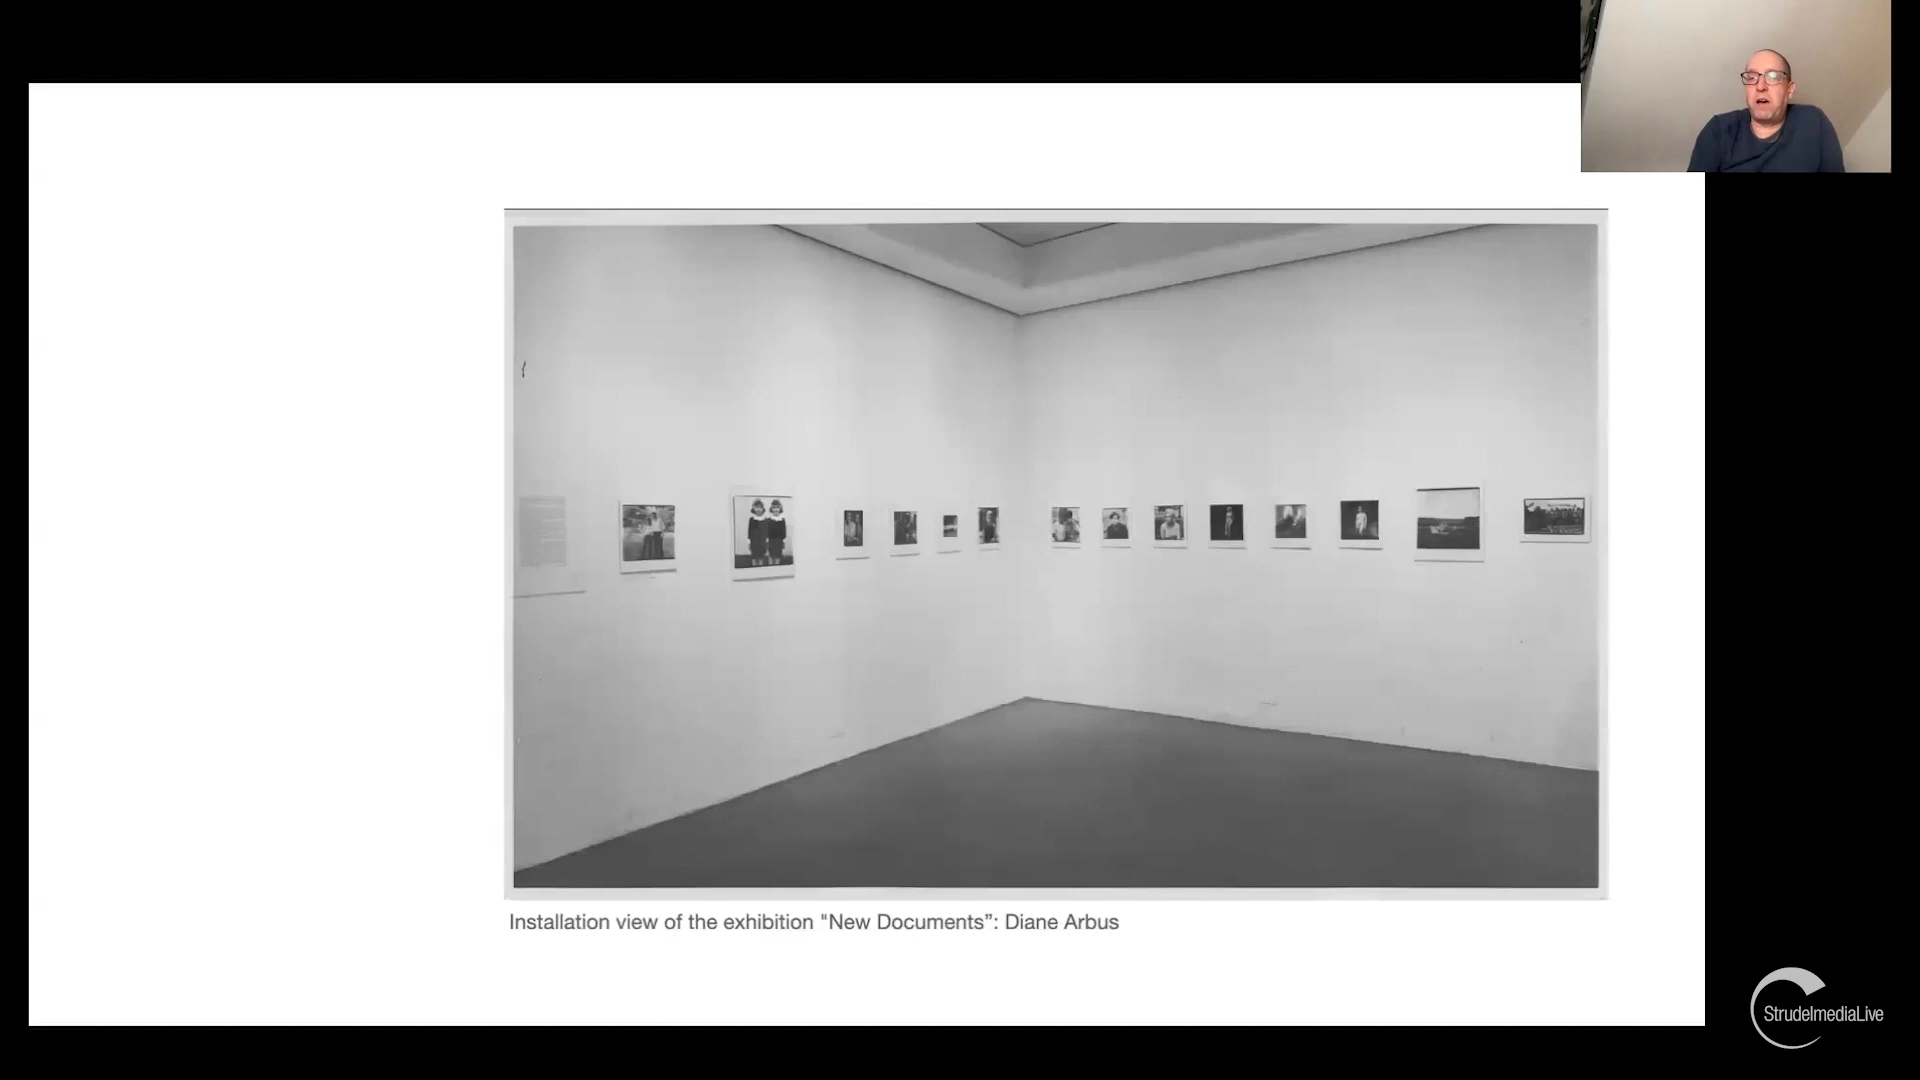 Installation view of the exhibition "New Documents”: Diane Arbus
StrudelmediaLive